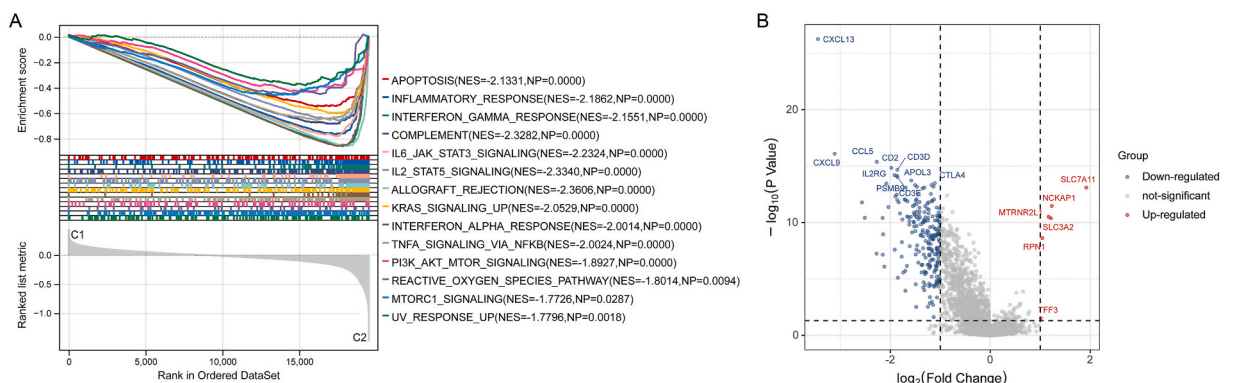 A
Enrichment score
0.0
−0.2
−0.4
−0.6
−0.8
APOPTOSIS(NES=-2.1331,NP=0.0000)
INFLAMMATORY_RESPONSE(NES=-2.1862,NP=0.0000)
INTERFERON_GAMMA_RESPONSE(NES=-2.1551,NP=0.0000)
COMPLEMENT(NES=-2.3282,NP=0.0000)
IL6_JAK_STAT3_SIGNALING(NES=-2.2324,NP=0.0000)
IL2_STAT5_SIGNALING(NES=-2.3340,NP=0.0000)
ALLOGRAFT_REJECTION(NES=-2.3606,NP=0.0000)
KRAS_SIGNALING_UP(NES=-2.0529,NP=0.0000)
INTERFERON_ALPHA_RESPONSE(NES=-2.0014,NP=0.0000)
TNFA_SIGNALING_VIA_NFKB(NES=-2.0024,NP=0.0000)
PI3K_AKT_MTOR_SIGNALING(NES=-1.8927,NP=0.0000)
REACTIVE_OXYGEN_SPECIES_PATHWAY(NES=-1.8014,NP=0.0094)
MTORC1_SIGNALING(NES=-1.7726,NP=0.0287)
UV_RESPONSE_UP(NES=-1.7796,NP=0.0018)
Ranked list metric
C1
0.0
−0.5
−1.0
C2
0
5,000
10,000
15,000
Rank in Ordered DataSet
B
−log10(P Value)
20
10
0
CXCL13
CXCL9
CCL5
CD2
CD3D
IL2RG
APOL3
CTLA4
PSMB9
CD3E
SLC7A11
NCKAP1
SLC3A2
RPN1
TFF3
−2
0
2
log2(Fold Change)
Group
Down-regulated
not-significant
Up-regulated